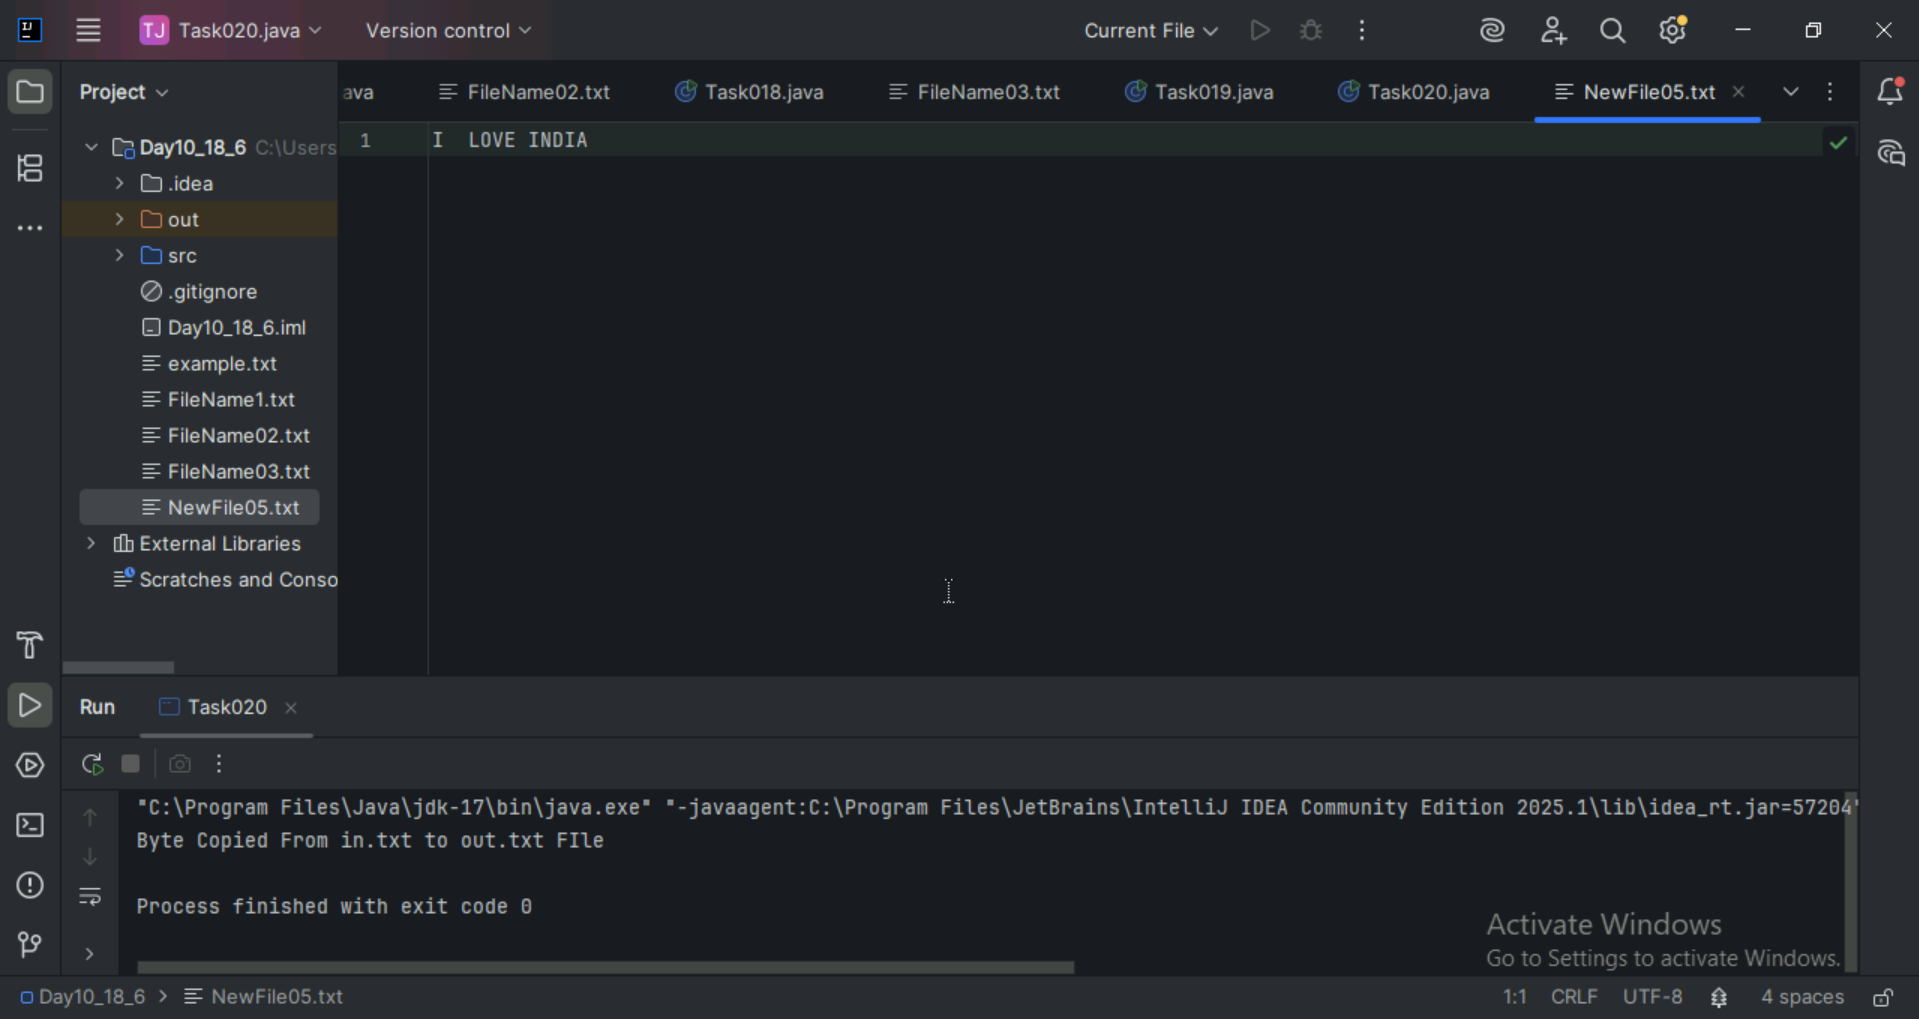 TJ Task020.java Version control Current File
Project
ava FileName02.txt Task018.java FileName03.txt Task019.java Task020.java NewFile05.txt
Day10_18_6 C:\Users
.idea
out
src
.gitignore
Day10_18_6.iml
example.txt
FileName1.txt
FileName02.txt
FileName03.txt
NewFile05.txt
External Libraries
Scratches and Conso
1 I  LOVE INDIA
Run Task020
"C:\Program Files\Java\jdk-17\bin\java.exe" "-javaagent:C:\Program Files\JetBrains\IntelliJ IDEA Community Edition 2025.1\lib\idea_rt.jar=57204"
Byte Copied From in.txt to out.txt FIle
Process finished with exit code 0
Activate Windows
Go to Settings to activate Windows.
Day10_18_6 > NewFile05.txt 1:1 CRLF UTF-8 4 spaces